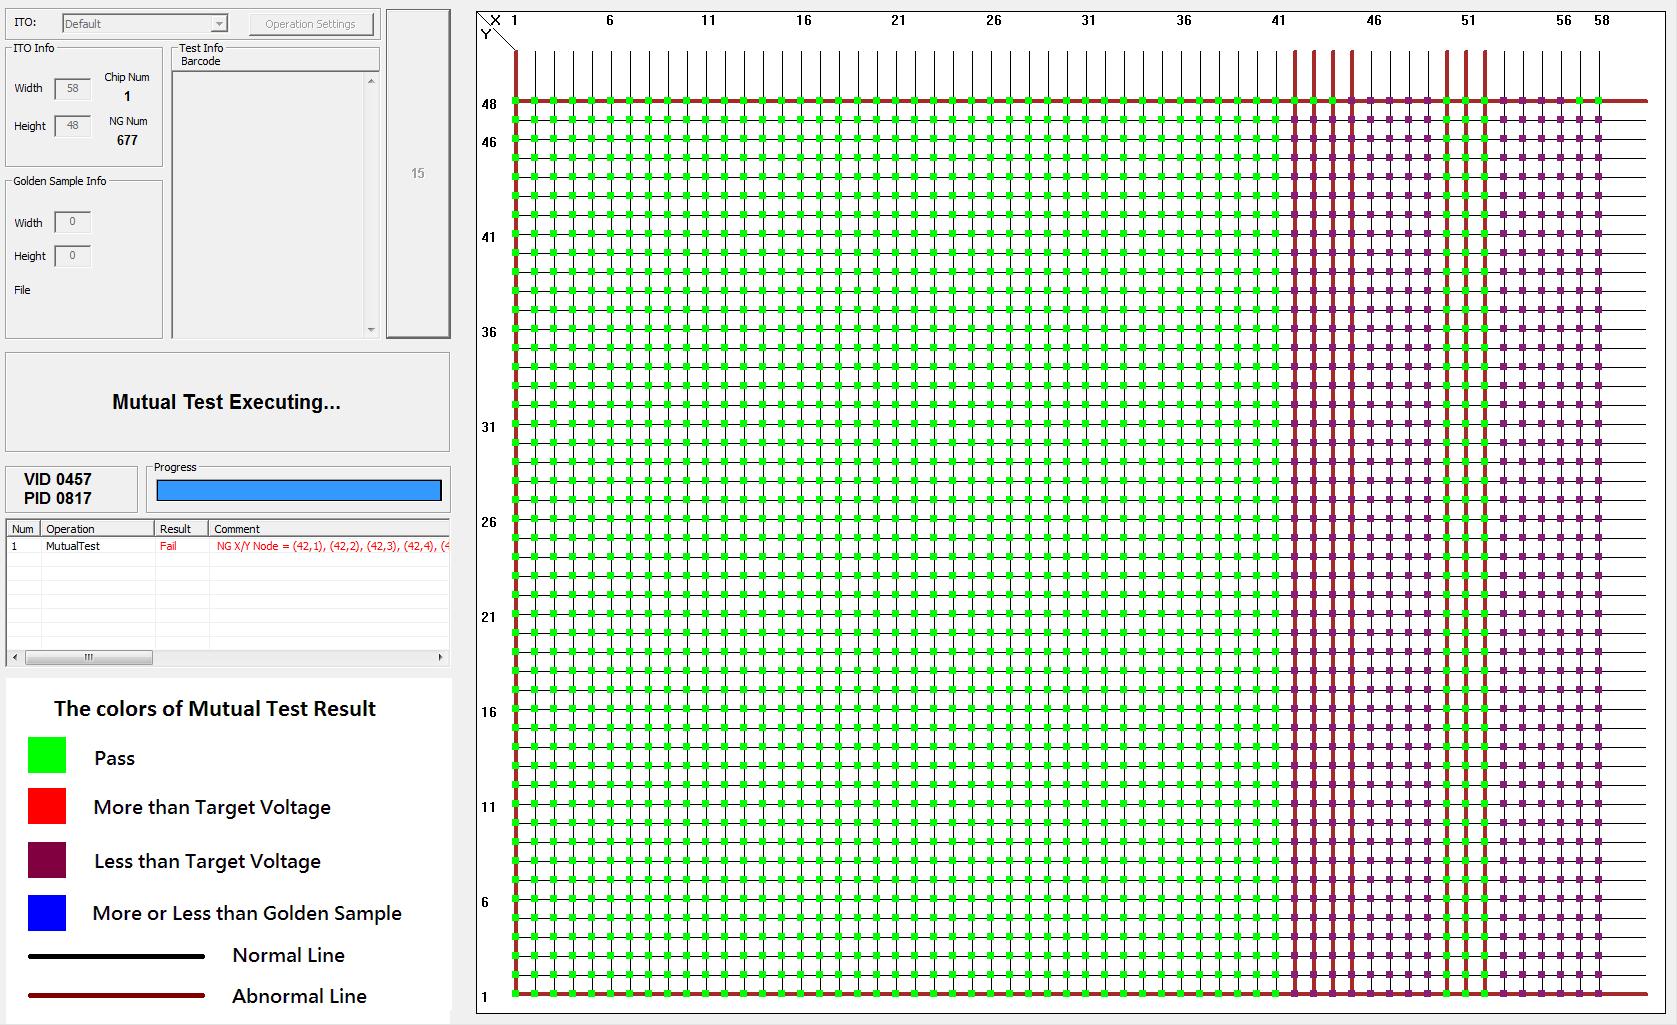 ITO:
Default
Operation Settings
ITO Info
Width
58
Chip Num
1
Height
48
NG Num
677
Test Info
Barcode
15
Golden Sample Info
Width
0
Height
0
File
Mutual Test Executing...
VID 0457
PID 0817
Progress
Num Operation Result Comment
1 MutualTest Fail NG X/Y Node = (42,1), (42,2), (42,3), (42,4), (4
The colors of Mutual Test Result
Pass
More than Target Voltage
Less than Target Voltage
More or Less than Golden Sample
Normal Line
Abnormal Line
X 1 6 11 16 21 26 31 36 41 46 51 56 58
Y
48
46
41
36
31
26
21
16
11
6
1